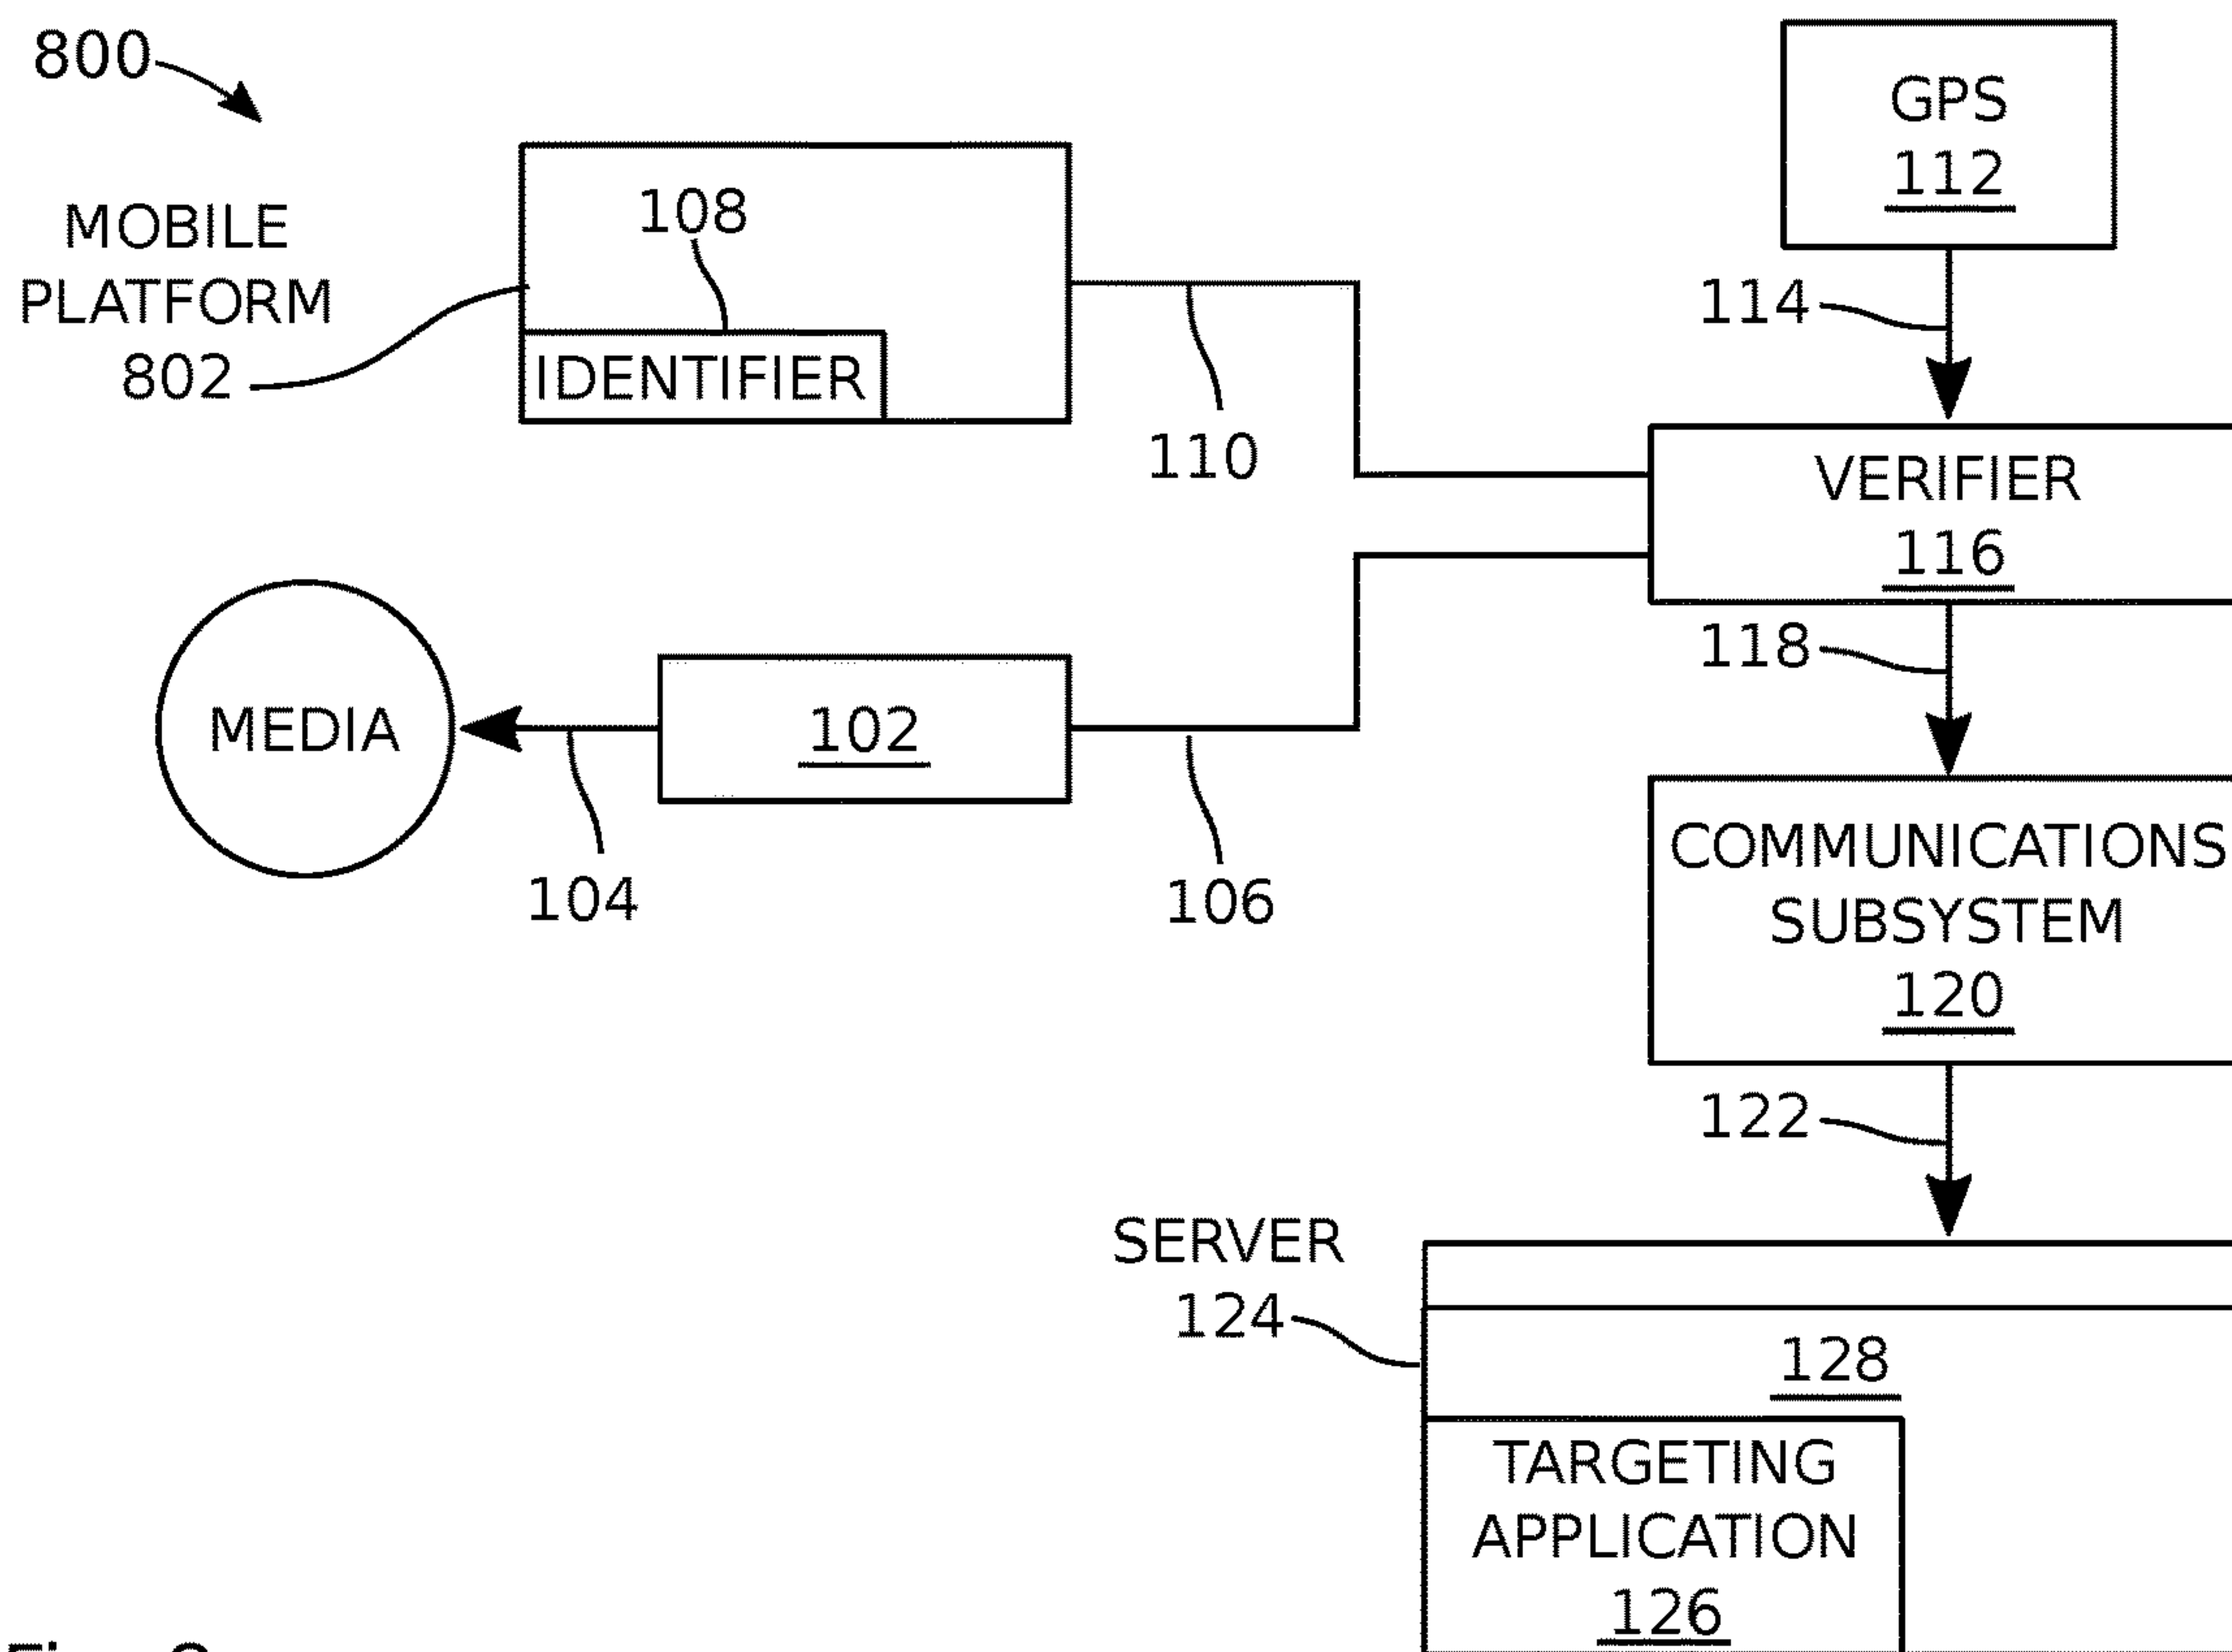 800
GPS
112
MOBILE
PLATFORM
802
108
IDENTIFIER
114
110
VERIFIER
116
118
MEDIA
102
104
106
COMMUNICATIONS
SUBSYSTEM
120
122
SERVER
124
128
TARGETING
APPLICATION
126